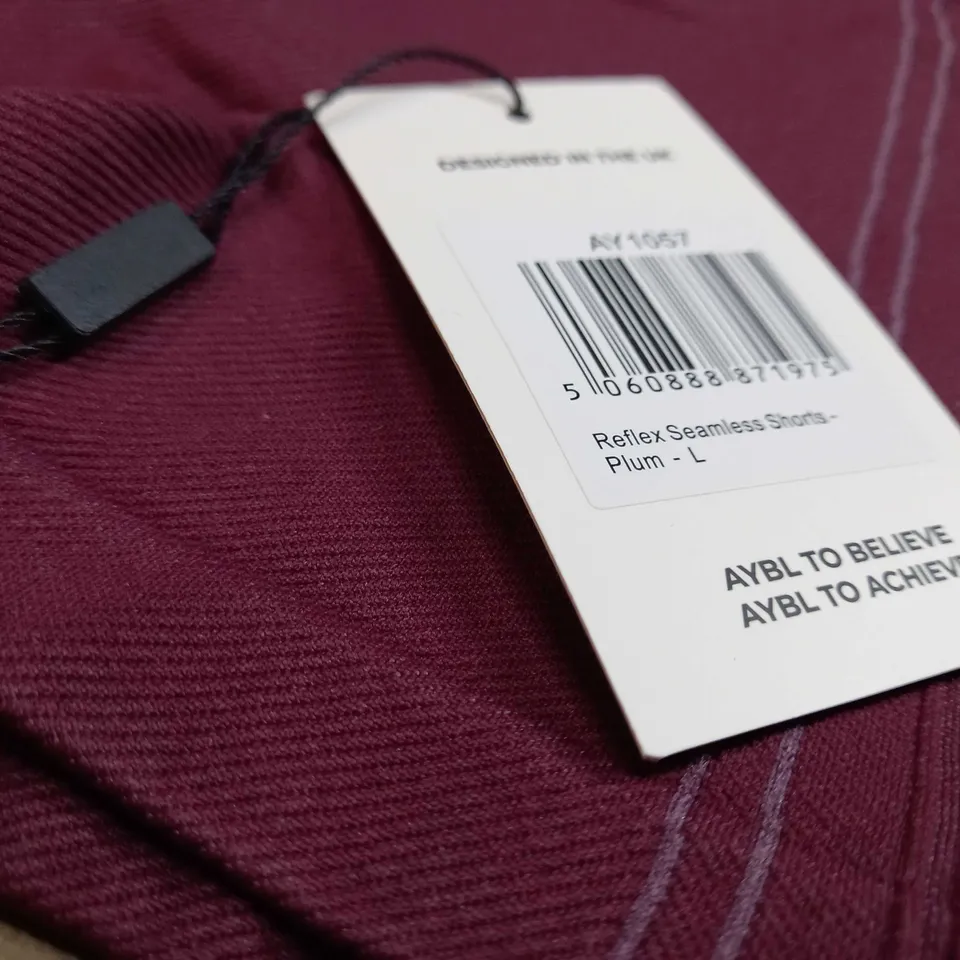 DESIGNED IN THE UK
AY1057
5 060888 871975
Reflex Seamless Shorts -
Plum - L
AYBL TO BELIEVE
AYBL TO ACHIEVE